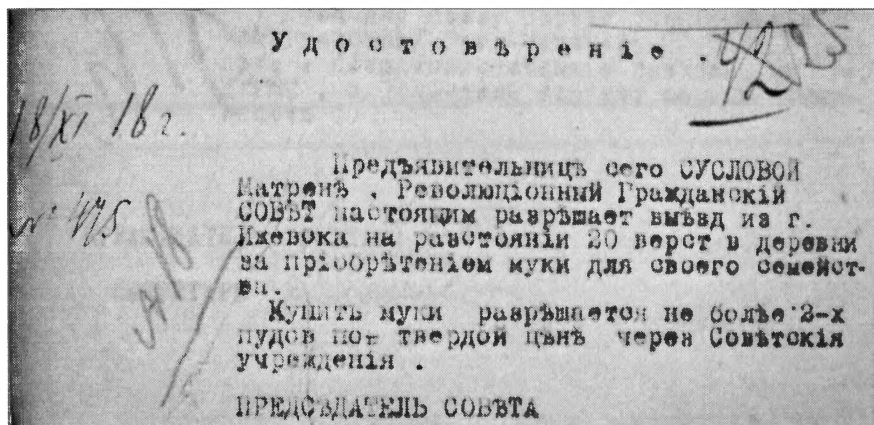 Удостовѣреніе.
18/XI 18 г.
Предъявительницѣ сего СУСЛОВОЙ
Матренѣ . Революціонный Гражданскій
№ 475
СОВѢТ настоящим разрѣшает выѣзд из г.
Ижевска на разстояніи 20 верст в деревни
за пріобрѣтеніем муки для своего семейст-
ва.
Купить муки разрѣшается не болѣе 2-х
пудов по- твердой цѣнѣ через Совѣтскія
учрежденія .
ПРЕДСѢДАТЕЛЬ СОВѢТА